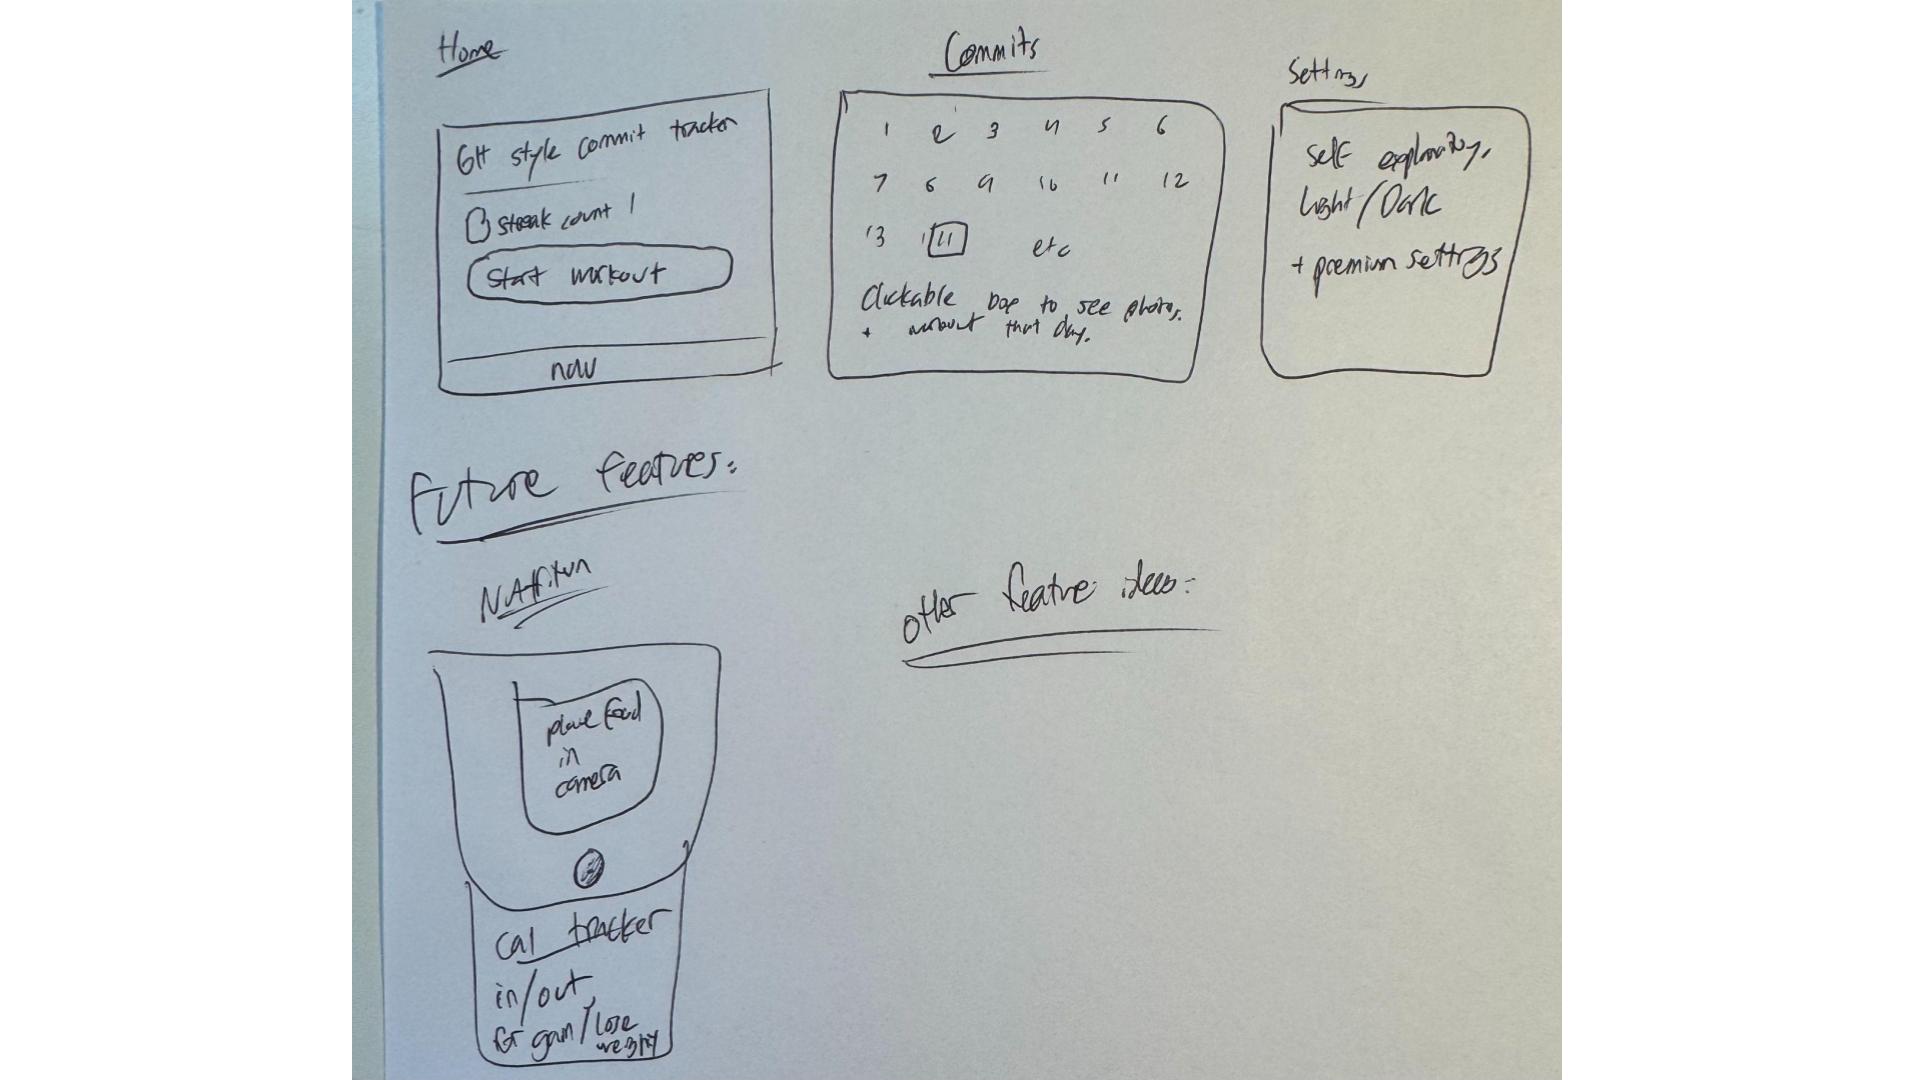 Home
GH style commit tracker
streak count 1
Start workout
nav
Commits
1 2 3 4 5 6
7 8 9 10 11 12
13 etc
Clickable to see photos.
+ workout that day.
Settings
Self explanatory.
Light/Dark
+ premium settings
Future features:
Nutrition
place food
in
camera
Cal tracker
in/out
for gain/lose
weight
Other feature ideas: